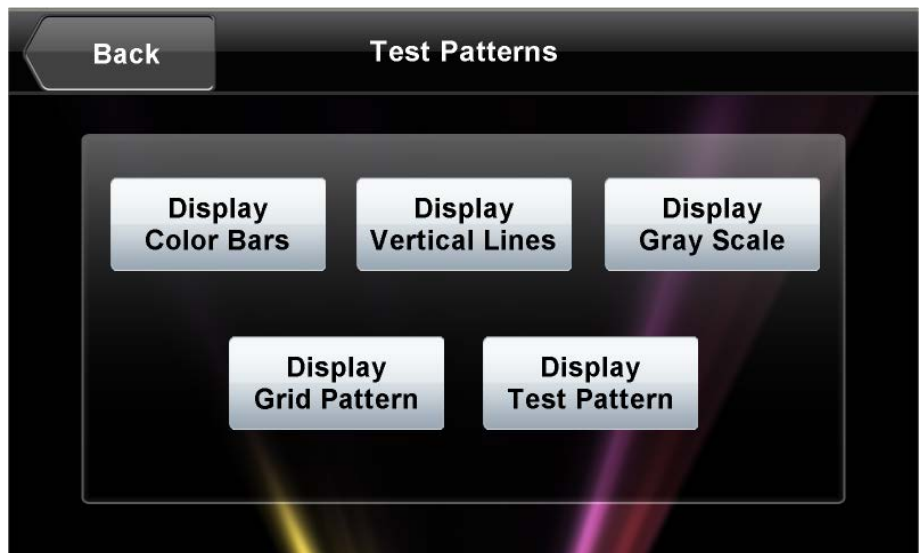 Back
Test Patterns
Display
Color Bars
Display
Vertical Lines
Display
Gray Scale
Display
Grid Pattern
Display
Test Pattern